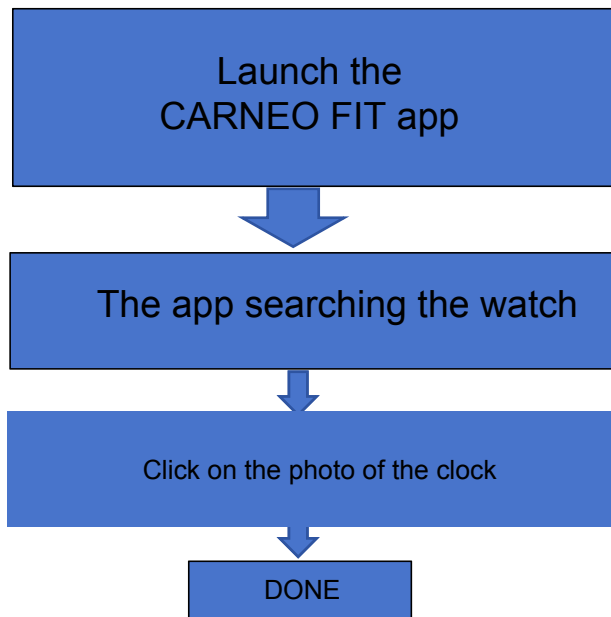 Launch the
CARNEO FIT app
The app searching the watch
Click on the photo of the clock
DONE